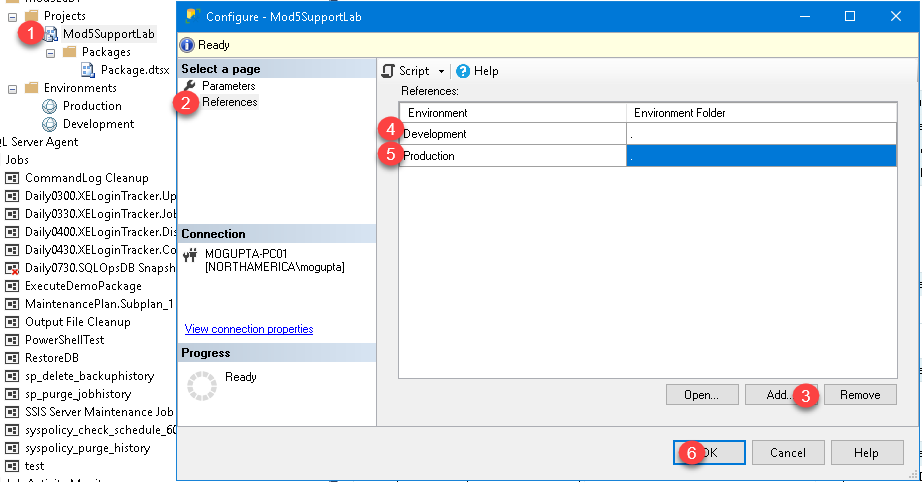 Projects
1
Mod5SupportLab
Packages
Package.dtsx
Environments
Production
Development
QL Server Agent
Jobs
CommandLog Cleanup
Daily0300.XELoginTracker.Up
Daily0330.XELoginTracker.Job
Daily0400.XELoginTracker.Dis
Daily0430.XELoginTracker.Co
Daily0730.SQLOpsDB Snapsh
ExecuteDemoPackage
MaintenancePlan.Subplan_1
Output File Cleanup
PowerShellTest
RestoreDB
sp_delete_backuphistory
sp_purge_jobhistory
SSIS Server Maintenance Job
syspolicy_check_schedule_60
syspolicy_purge_history
test
Configure - Mod5SupportLab
Ready
Select a page
Parameters
2 References
Connection
MOGUPTA-PC01
[NORTHAMERICA\mogupta]
View connection properties
Progress
Ready
Script Help
References:
Environment Environment Folder
4 Development .
5 Production .
Open... Add... 3 Remove
6 OK Cancel Help